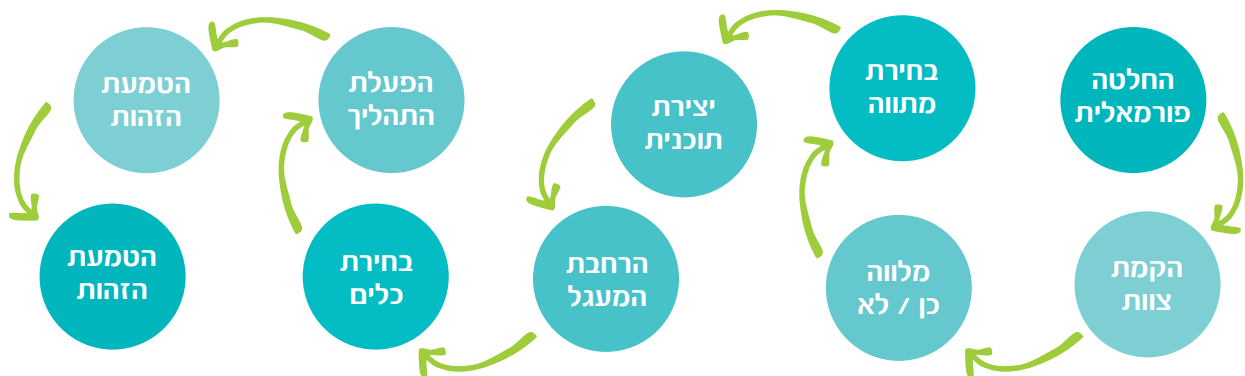 החלטה
פורמאלית
הקמת
צוות
מלווה
כן / לא
בחירת
מתווה
יצירת
תוכנית
הרחבת
המעגל
בחירת
כלים
הפעלת
התהליך
הטמעת
הזהות
הטמעת
הזהות